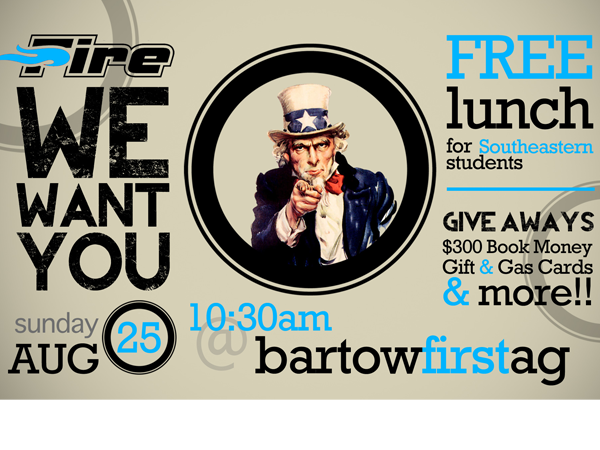 Fire
WE
WANT
YOU
sunday
AUG 25
10:30am
@ bartowfirstag
FREE
lunch
for Southeastern
students
GIVE AWAYS
$300 Book Money
Gift & Gas Cards
& more!!